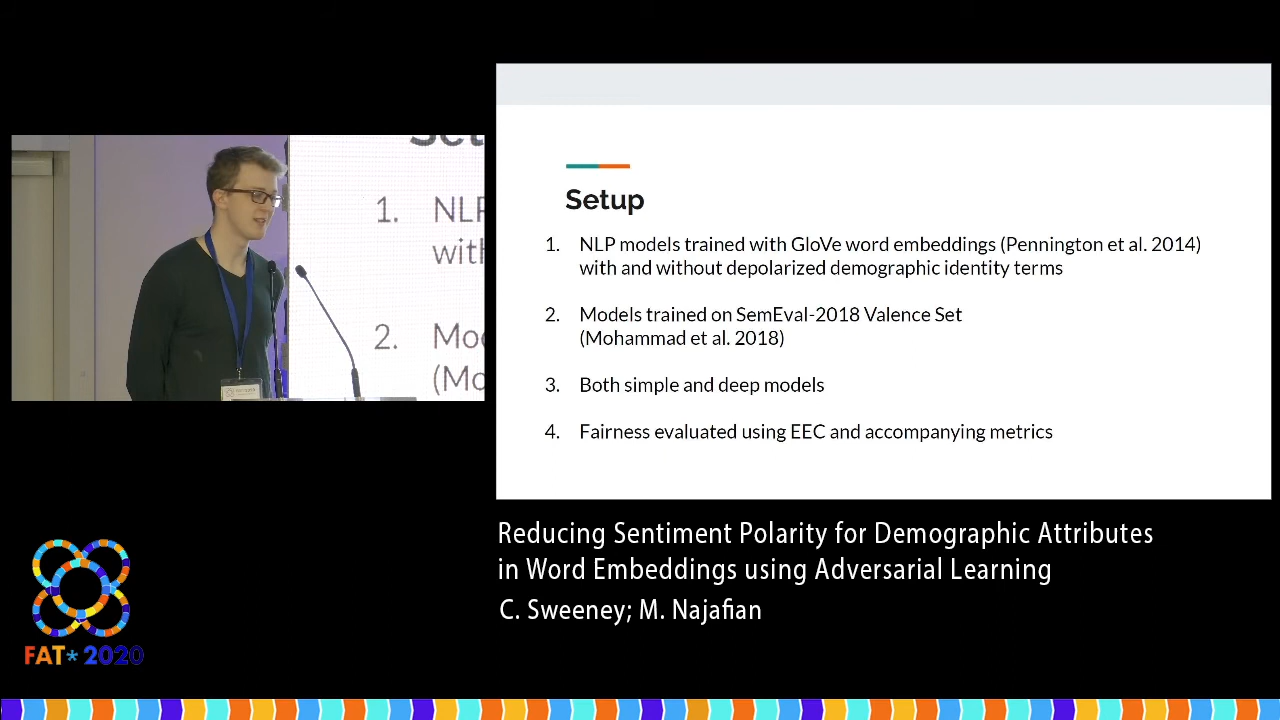 Set
1. NLP
with
2. Mod
(Mo
Setup
1. NLP models trained with GloVe word embeddings (Pennington et al. 2014)
with and without depolarized demographic identity terms
2. Models trained on SemEval-2018 Valence Set
(Mohammad et al. 2018)
3. Both simple and deep models
4. Fairness evaluated using EEC and accompanying metrics
Reducing Sentiment Polarity for Demographic Attributes
in Word Embeddings using Adversarial Learning
C. Sweeney; M. Najafian
FAT* 2020